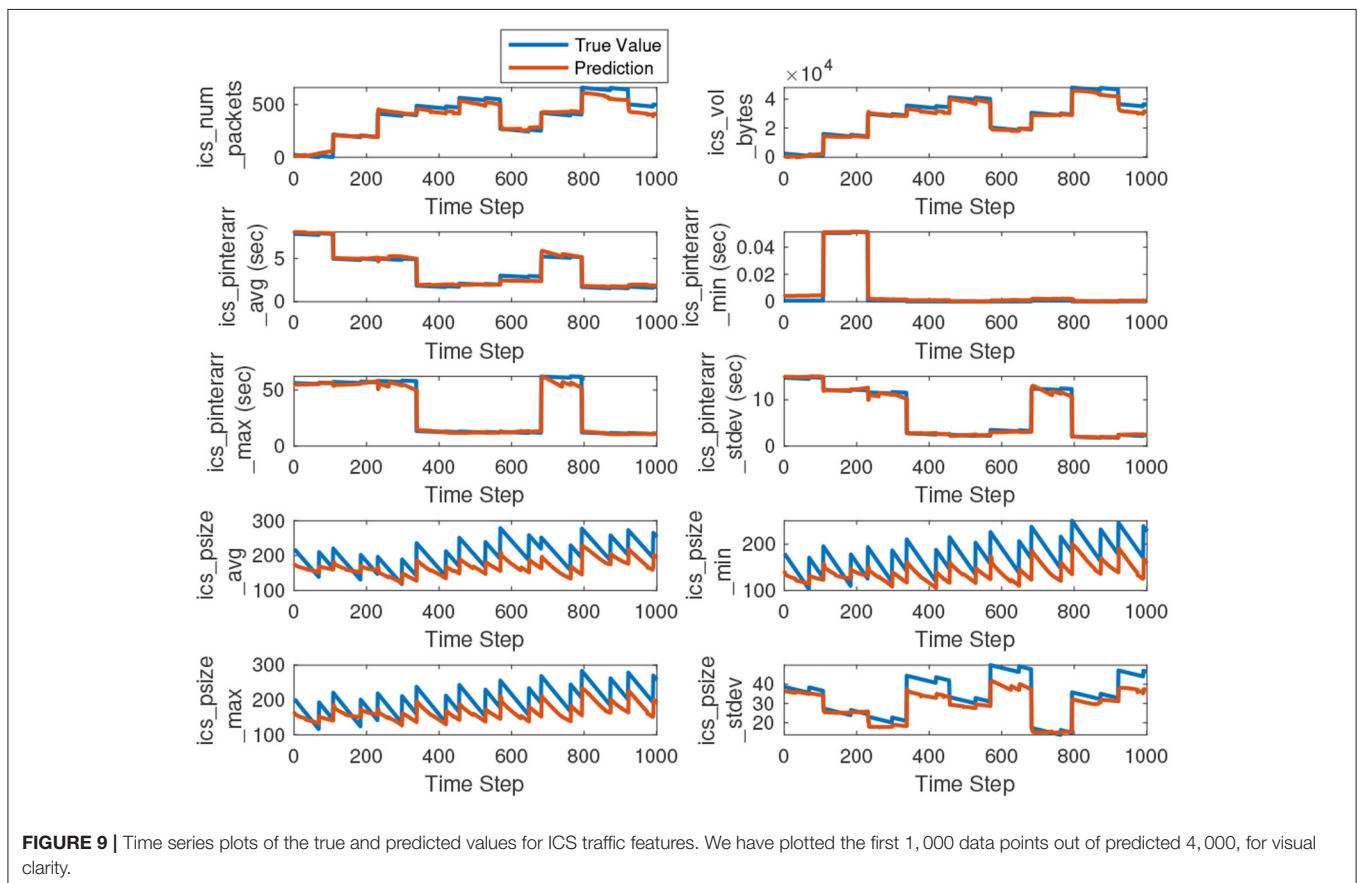 True Value
Prediction
ics_num
_packets
500
0
0 200 400 600 800 1000
Time Step
×10^4
ics_vol
_bytes
4
2
0
0 200 400 600 800 1000
Time Step
ics_pinterarr
_avg (sec)
5
0
0 200 400 600 800 1000
Time Step
ics_pinterarr
_min (sec)
0.04
0.02
0
0 200 400 600 800 1000
Time Step
ics_pinterarr
_max (sec)
50
0
0 200 400 600 800 1000
Time Step
ics_pinterarr
_stdev (sec)
10
0
0 200 400 600 800 1000
Time Step
ics_psize
_avg
300
200
100
0 200 400 600 800 1000
Time Step
ics_psize
_min
200
100
0 200 400 600 800 1000
Time Step
ics_psize
_max
300
200
100
0 200 400 600 800 1000
Time Step
ics_psize
_stdev
40
30
20
0 200 400 600 800 1000
Time Step
FIGURE 9 | Time series plots of the true and predicted values for ICS traffic features. We have plotted the first 1, 000 data points out of predicted 4, 000, for visual
clarity.